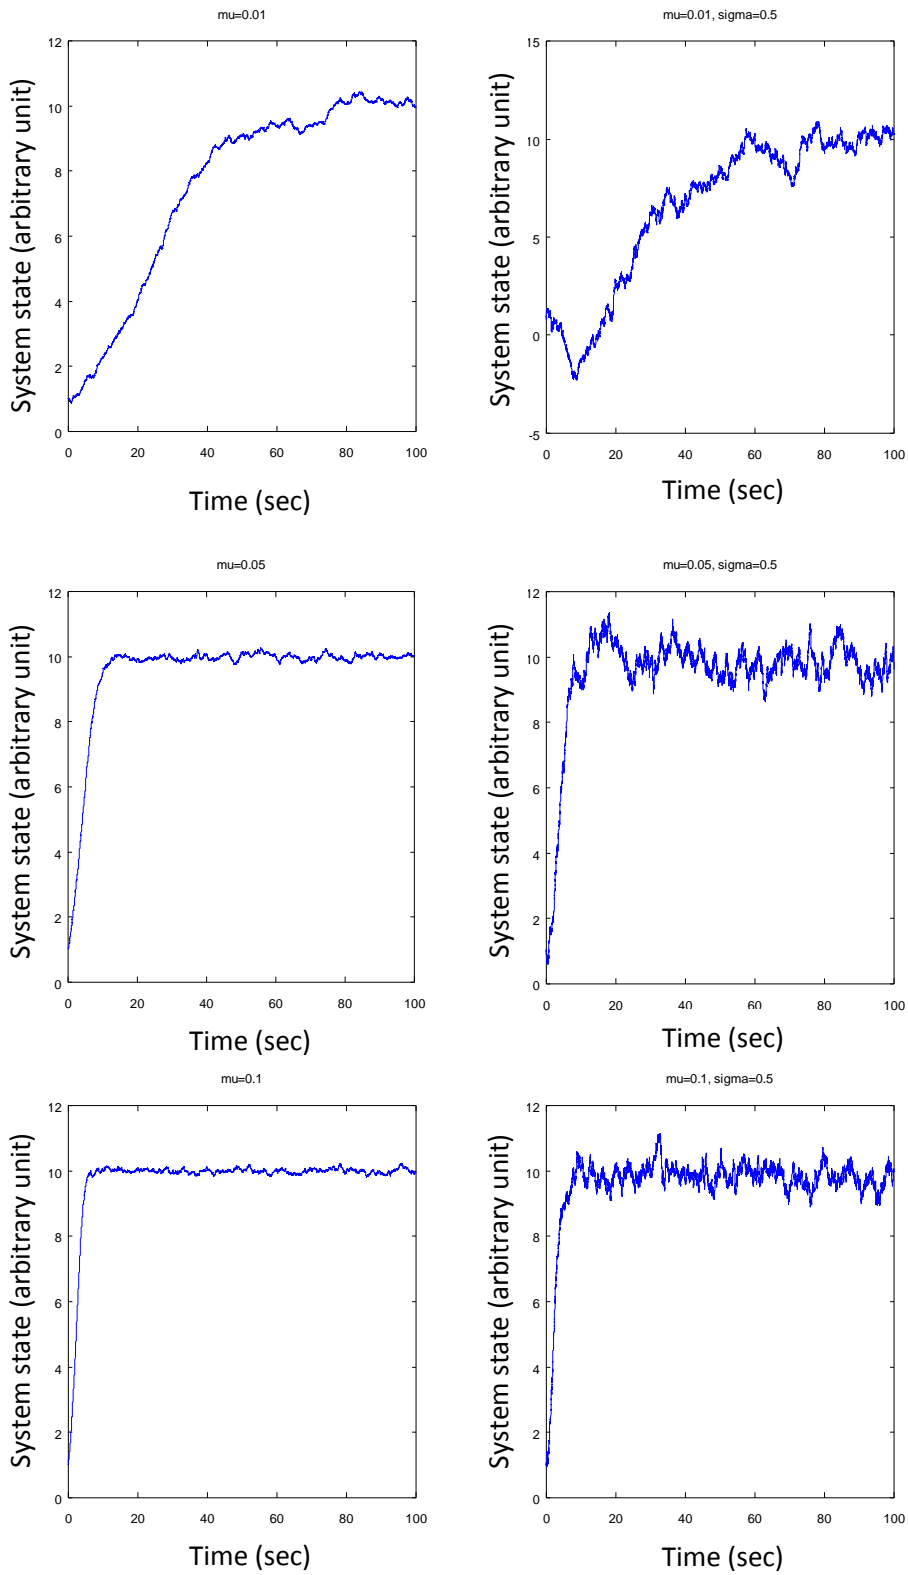 mu=0.01
12
10
8
6
4
2
0
0 20 40 60 80 100
System state (arbitrary unit)
Time (sec)
mu=0.01, sigma=0.5
15
10
5
0
-5
0 20 40 60 80 100
System state (arbitrary unit)
Time (sec)
mu=0.05
12
10
8
6
4
2
0
0 20 40 60 80 100
System state (arbitrary unit)
Time (sec)
mu=0.05, sigma=0.5
12
10
8
6
4
2
0
0 20 40 60 80 100
System state (arbitrary unit)
Time (sec)
mu=0.1
12
10
8
6
4
2
0
0 20 40 60 80 100
System state (arbitrary unit)
Time (sec)
mu=0.1, sigma=0.5
12
10
8
6
4
2
0
0 20 40 60 80 100
System state (arbitrary unit)
Time (sec)